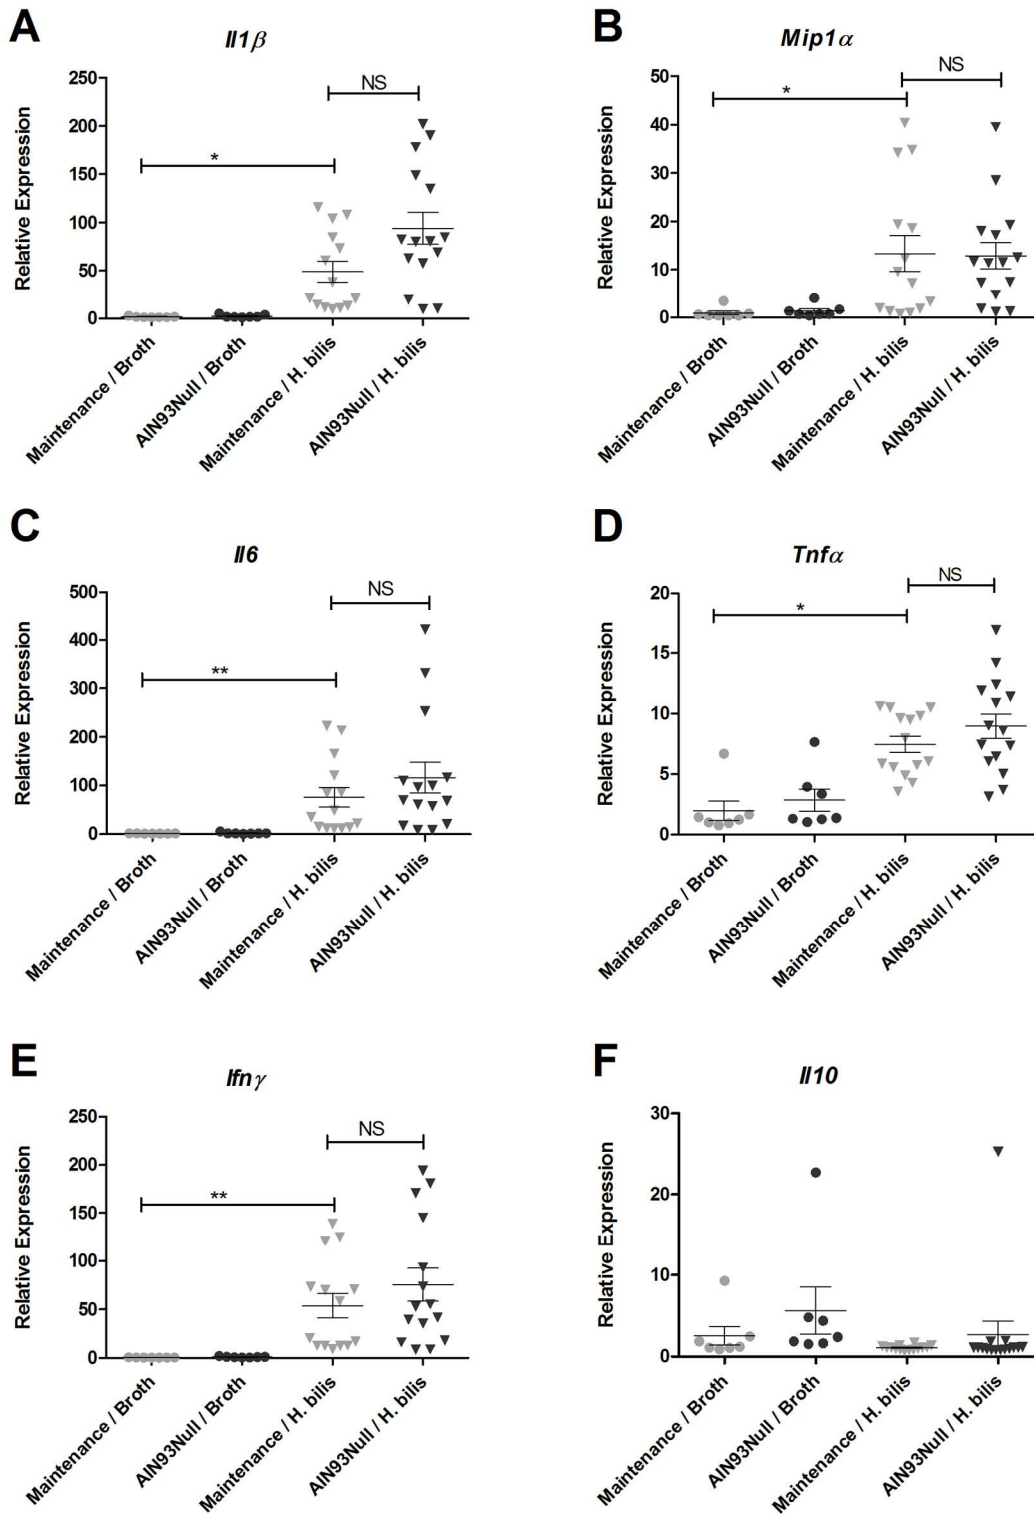 A
Il1β
Relative Expression
250
200
150
100
50
0
*
NS
Maintenance / Broth
AIN93Null / Broth
Maintenance / H. bilis
AIN93Null / H. bilis
B
Mip1α
Relative Expression
50
40
30
20
10
0
*
NS
Maintenance / Broth
AIN93Null / Broth
Maintenance / H. bilis
AIN93Null / H. bilis
C
Il6
Relative Expression
500
400
300
200
100
0
**
NS
Maintenance / Broth
AIN93Null / Broth
Maintenance / H. bilis
AIN93Null / H. bilis
D
Tnfα
Relative Expression
20
15
10
5
0
*
NS
Maintenance / Broth
AIN93Null / Broth
Maintenance / H. bilis
AIN93Null / H. bilis
E
Ifnγ
Relative Expression
250
200
150
100
50
0
**
NS
Maintenance / Broth
AIN93Null / Broth
Maintenance / H. bilis
AIN93Null / H. bilis
F
Il10
Relative Expression
30
20
10
0
Maintenance / Broth
AIN93Null / Broth
Maintenance / H. bilis
AIN93Null / H. bilis